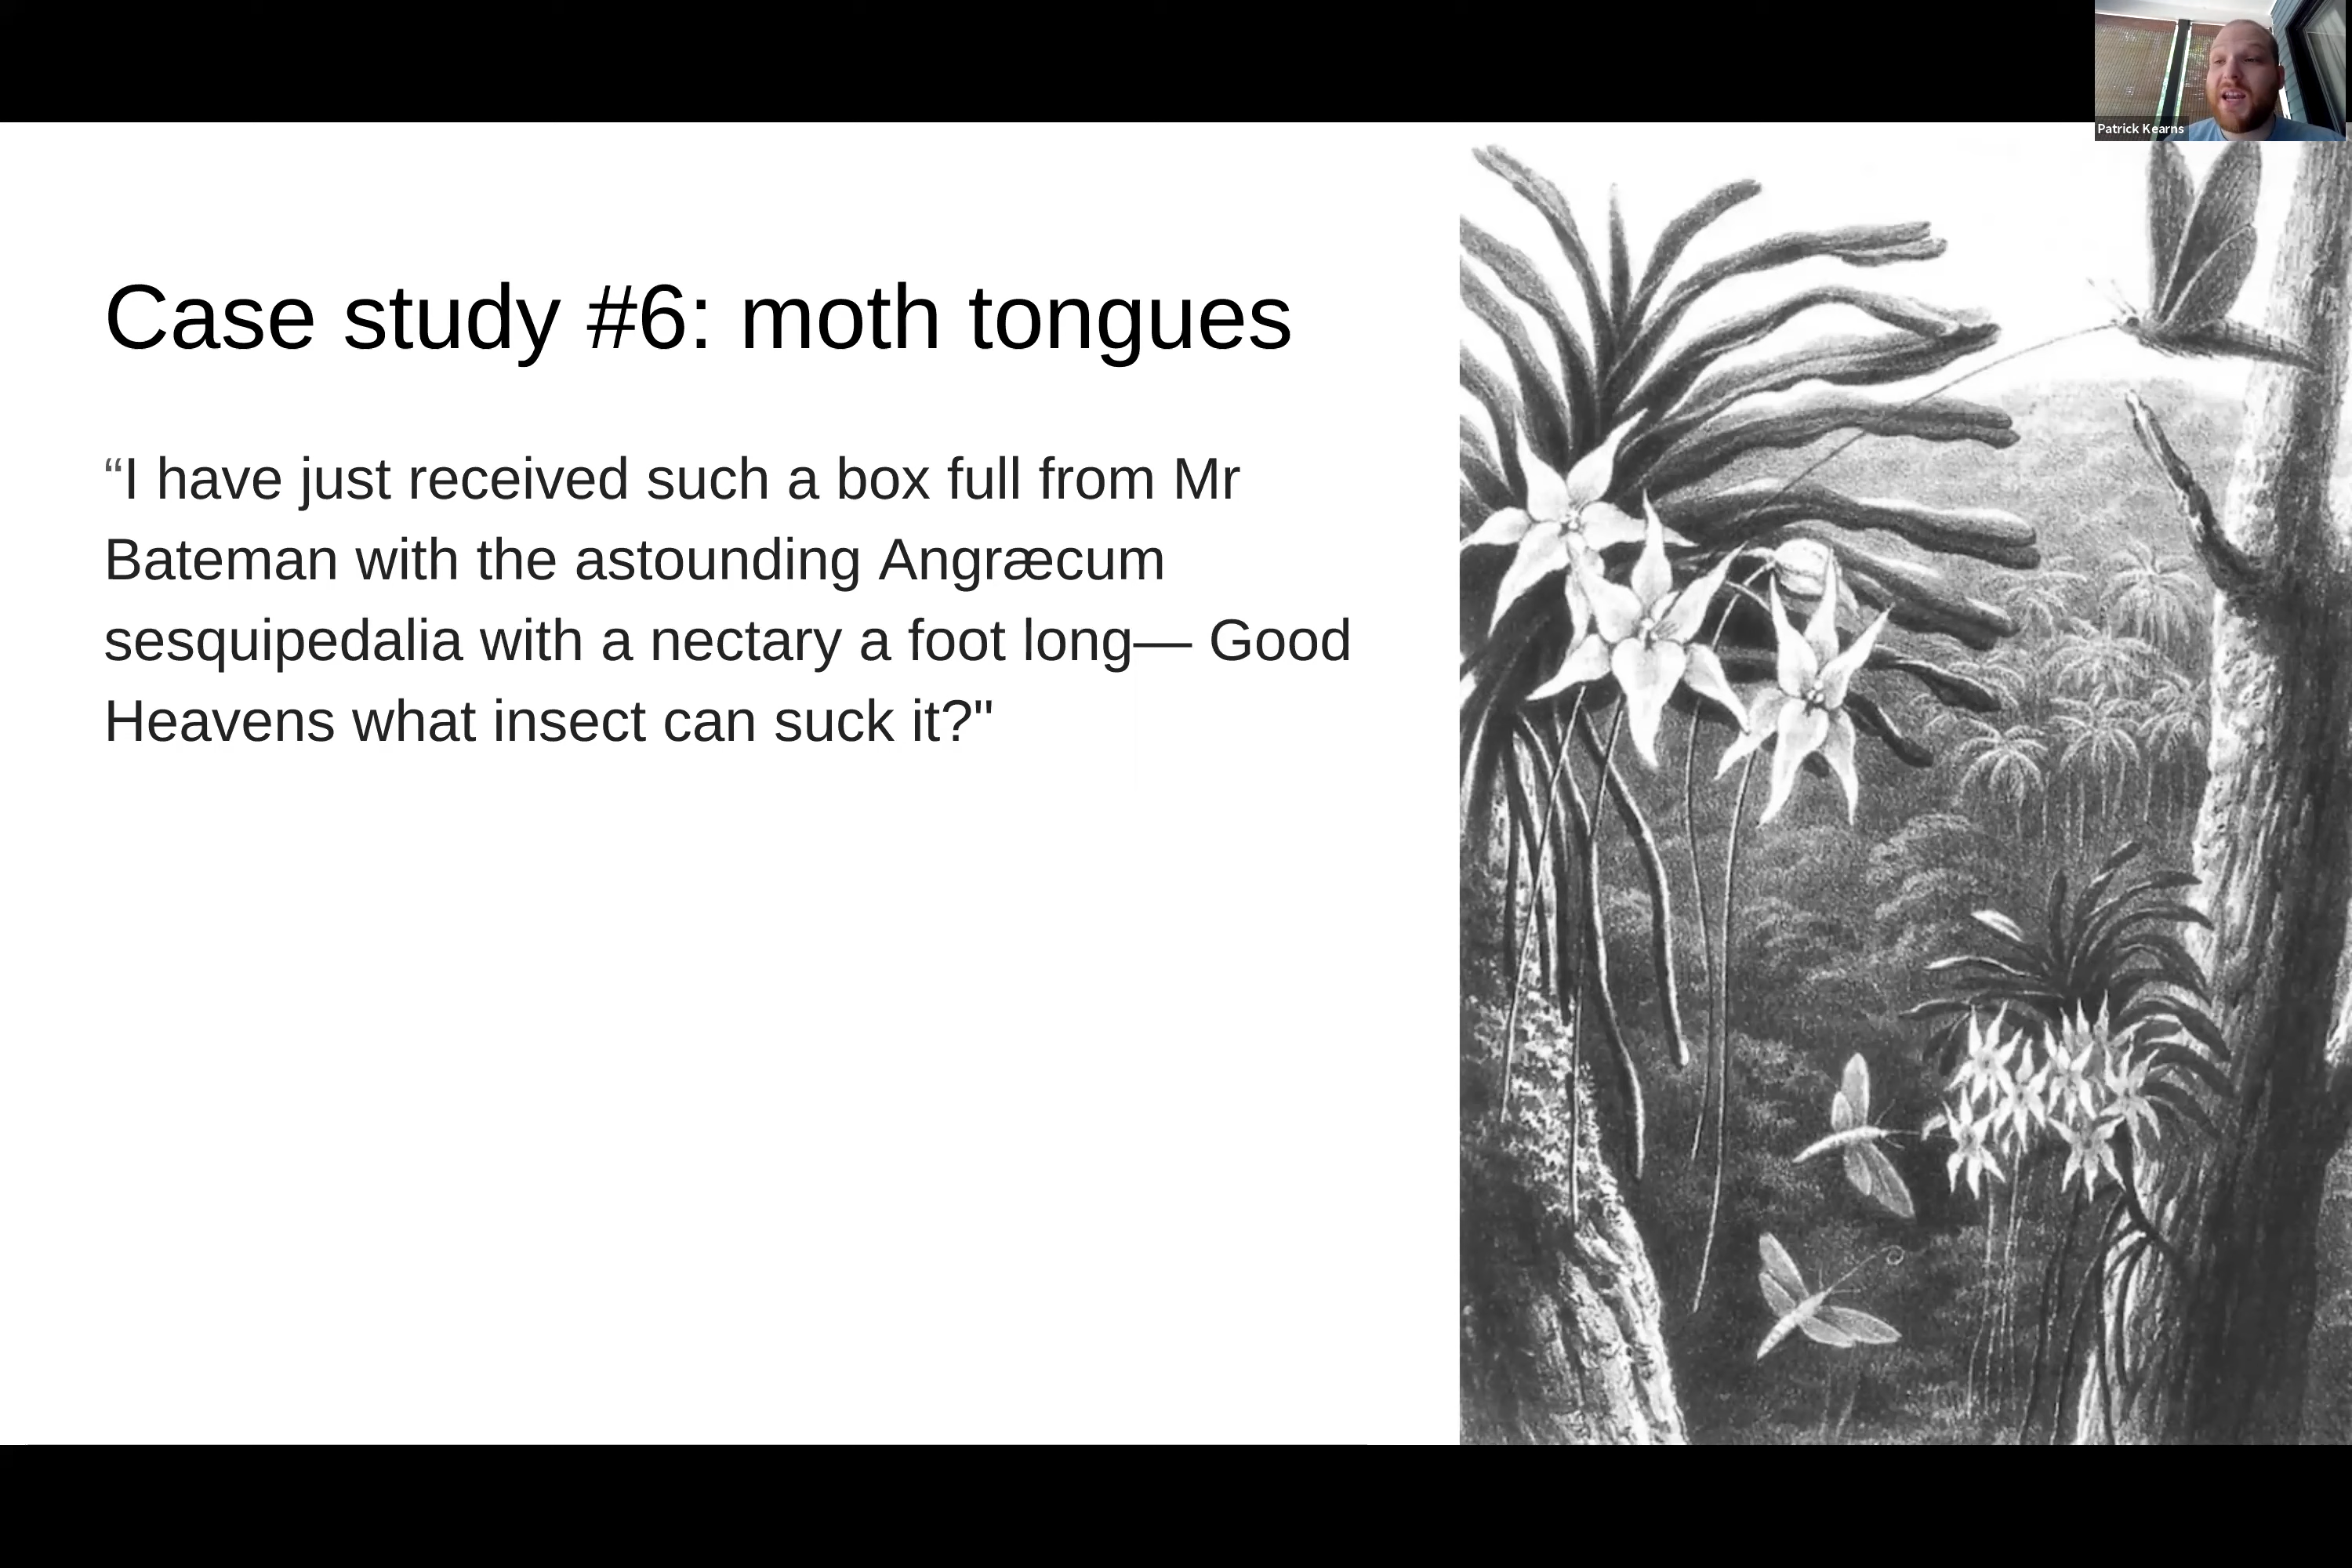 Patrick Kearns
Case study #6: moth tongues
“I have just received such a box full from Mr
Bateman with the astounding Angræcum
sesquipedalia with a nectary a foot long— Good
Heavens what insect can suck it?"